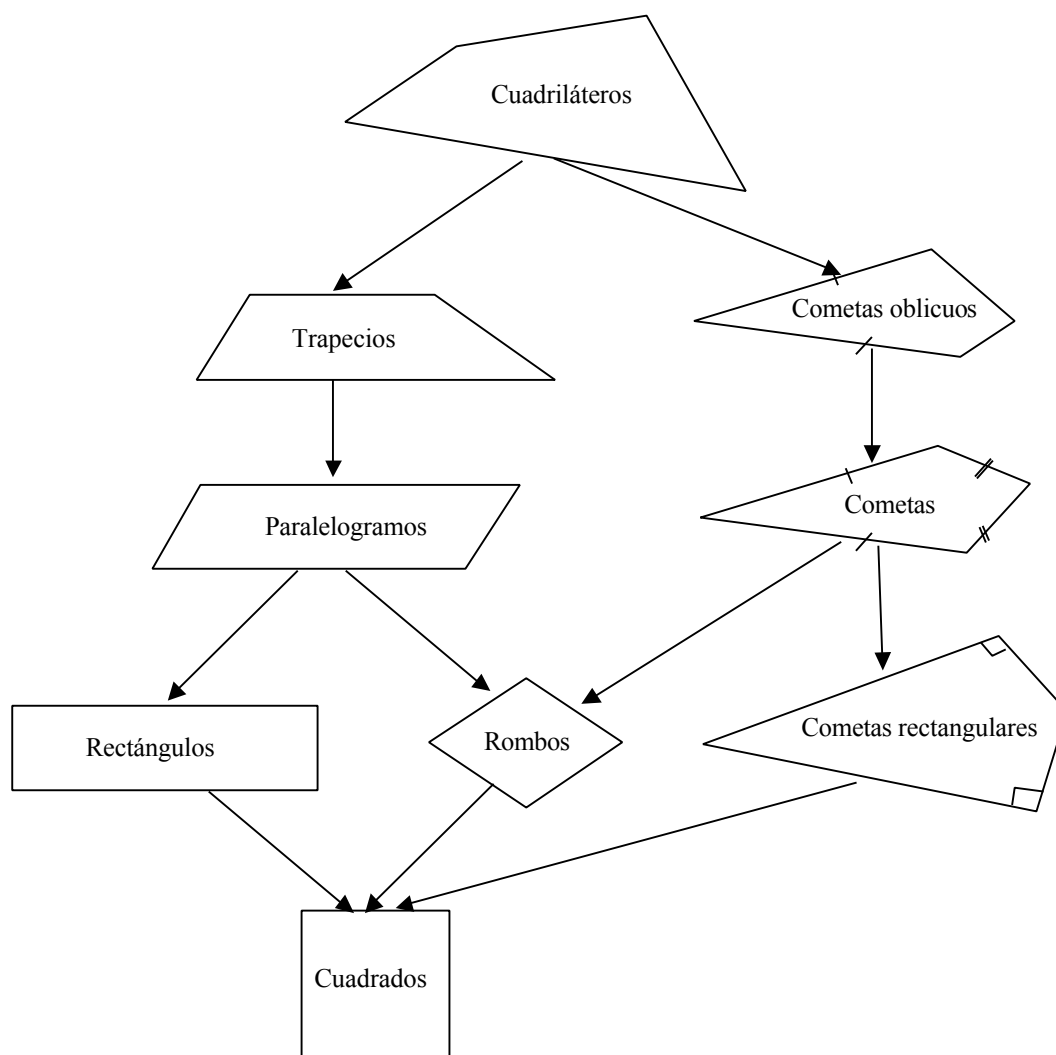 Cuadriláteros
Cometas oblicuos
Trapecios
Cometas
Paralelogramos
Cometas rectangulares
Rectángulos
Rombos
Cuadrados